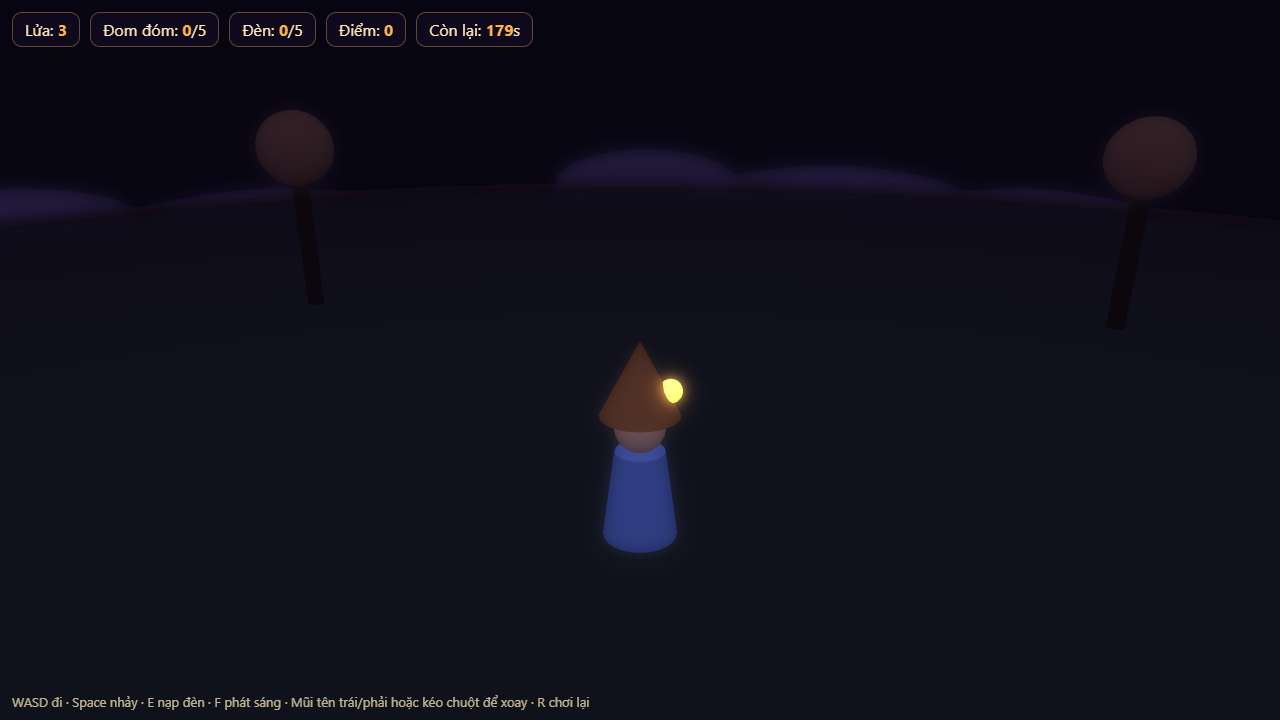 Lửa: 3 Đom đóm: 0/5 Đèn: 0/5 Điểm: 0 Còn lại: 179s
WASD đi · Space nhảy · E nạp đèn · F phát sáng · Mũi tên trái/phải hoặc kéo chuột để xoay · R chơi lại